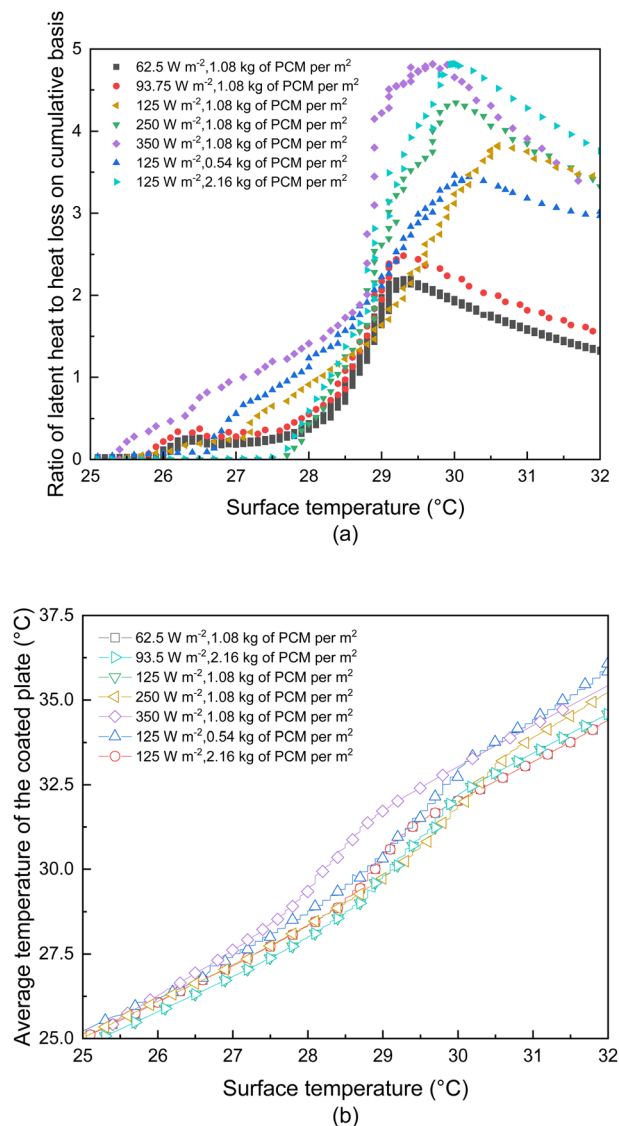 5
4
3
2
1
0
25 26 27 28 29 30 31 32
Ratio of latent heat to heat loss on cumulative basis
62.5 W m⁻²,1.08 kg of PCM per m²
93.75 W m⁻²,1.08 kg of PCM per m²
125 W m⁻²,1.08 kg of PCM per m²
250 W m⁻²,1.08 kg of PCM per m²
350 W m⁻²,1.08 kg of PCM per m²
125 W m⁻²,0.54 kg of PCM per m²
125 W m⁻²,2.16 kg of PCM per m²
Surface temperature (°C)
(a)
37.5
35.0
32.5
30.0
27.5
25.0
25 26 27 28 29 30 31 32
Average temperature of the coated plate (°C)
62.5 W m⁻²,1.08 kg of PCM per m²
93.5 W m⁻²,2.16 kg of PCM per m²
125 W m⁻²,1.08 kg of PCM per m²
250 W m⁻²,1.08 kg of PCM per m²
350 W m⁻²,1.08 kg of PCM per m²
125 W m⁻²,0.54 kg of PCM per m²
125 W m⁻²,2.16 kg of PCM per m²
Surface temperature (°C)
(b)